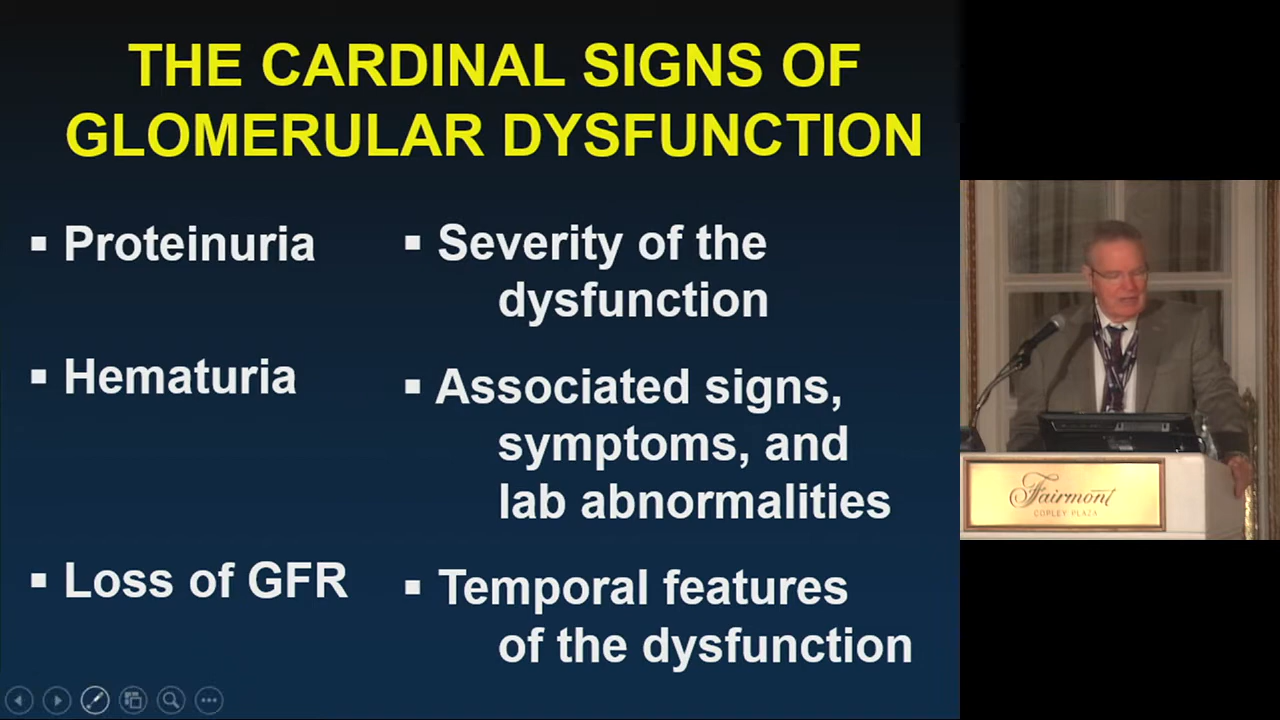 THE CARDINAL SIGNS OF
GLOMERULAR DYSFUNCTION
▪ Proteinuria
▪ Hematuria
▪ Loss of GFR
▪ Severity of the
dysfunction
▪ Associated signs,
symptoms, and
lab abnormalities
▪ Temporal features
of the dysfunction
Fairmont
COPLEY PLAZA